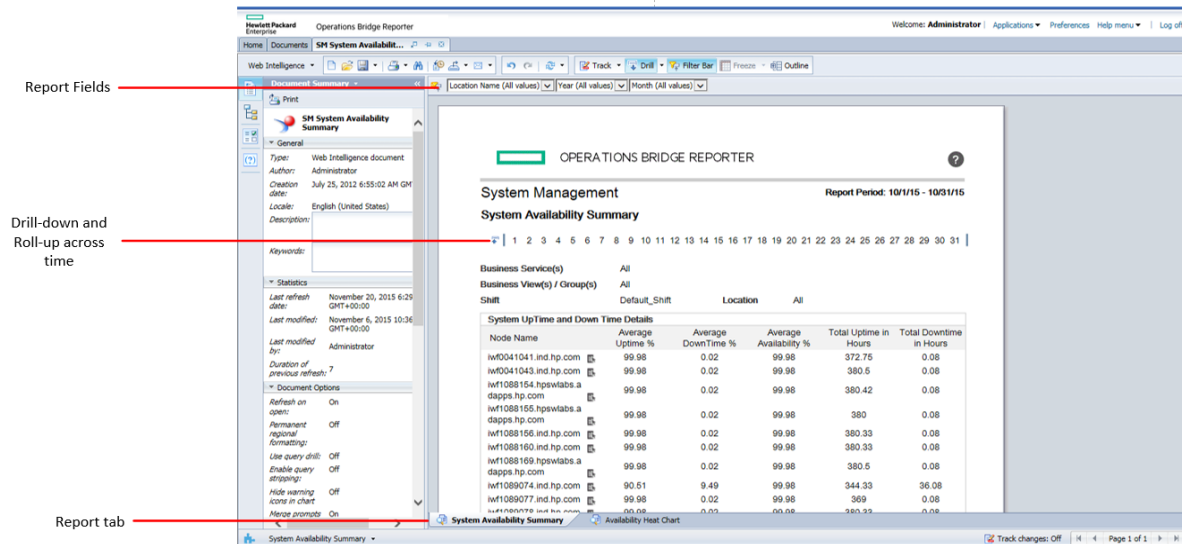 Hewlett Packard
Enterprise
Operations Bridge Reporter
Welcome: Administrator | Applications Preferences Help menu | Log off
Home Documents SM System Availabilit...
Web Intelligence Track Drill Filter Bar Freeze Outline
Report Fields
Document Summary
Location Name (All values) Year (All values) Month (All values)
Print
SM System Availability
Summary
General
Type: Web Intelligence document
Author: Administrator
Creation date: July 25, 2012 6:55:02 AM GM
Locale: English (United States)
Description:
Keywords:
Statistics
Last refresh date: November 20, 2015 6:29 GMT+00:00
Last modified: November 6, 2015 10:36 GMT+00:00
Last modified by: Administrator
Duration of previous refresh: 7
Document Options
Refresh on open: On
Permanent regional formatting: Off
Use query drill: Off
Enable query stripping: Off
Hide warning icons in chart Off
Merge prompts On
OPERATIONS BRIDGE REPORTER
System Management
Report Period: 10/1/15 - 10/31/15
System Availability Summary
Drill-down and
Roll-up across
time
1 2 3 4 5 6 7 8 9 10 11 12 13 14 15 16 17 18 19 20 21 22 23 24 25 26 27 28 29 30 31
Business Service(s) All
Business View(s) / Group(s) All
Shift Default_Shift Location All
System UpTime and Down Time Details
Node Name Average Uptime % Average DownTime % Average Availability % Total Uptime in Hours Total Downtime in Hours
iwf0041041.ind.hp.com 99.98 0.02 99.98 372.75 0.08
iwf0041043.ind.hp.com 99.98 0.02 99.98 380.5 0.08
iwf1088154.hpswlabs.a
dapps.hp.com 99.98 0.02 99.98 380.42 0.08
iwf1088155.hpswlabs.a
dapps.hp.com 99.98 0.02 99.98 380 0.08
iwf1088156.ind.hp.com 99.98 0.02 99.98 380.33 0.08
iwf1088160.ind.hp.com 99.98 0.02 99.98 380.33 0.08
iwf1088169.hpswlabs.a
dapps.hp.com 99.98 0.02 99.98 380.5 0.08
iwf1089074.ind.hp.com 90.51 9.49 99.98 344.33 36.08
iwf1089077.ind.hp.com 99.98 0.02 99.98 369 0.08
iwf1089078.ind.hp.com 99.98 0.02 99.98 380.33 0.08
Report tab
System Availability Summary Availability Heat Chart
System Availability Summary
Track changes: Off Page 1 of 1